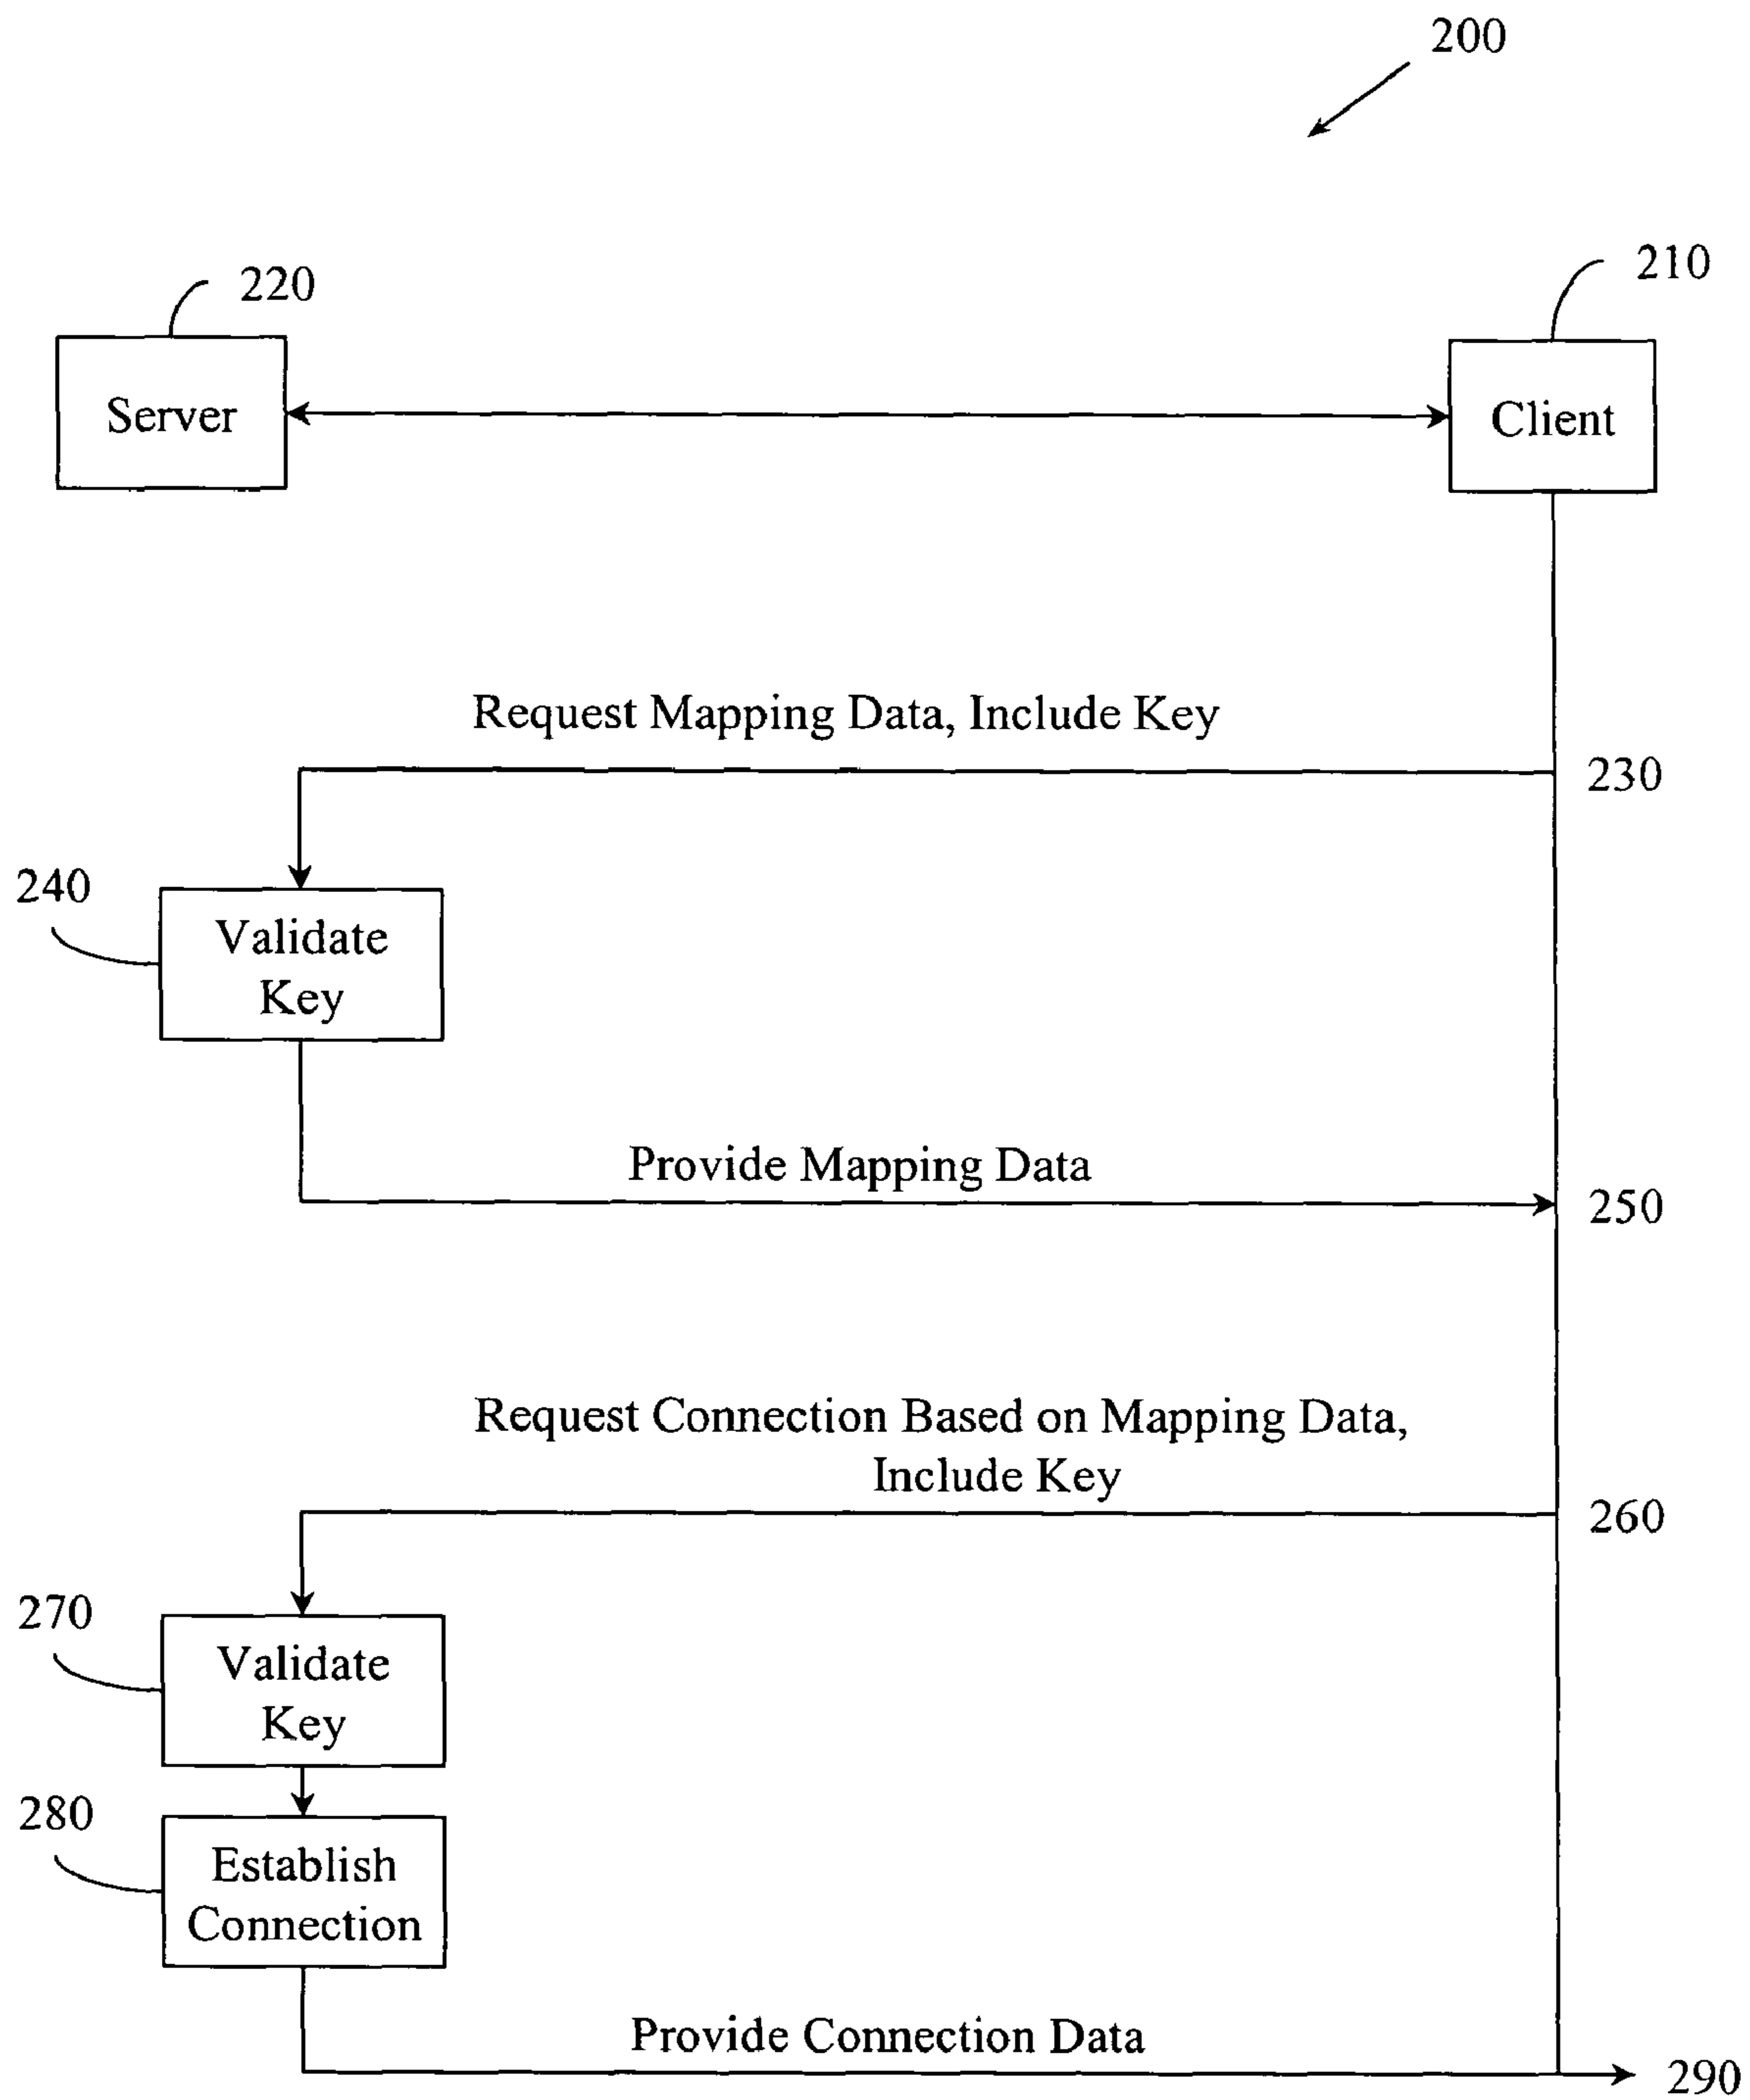 200
220
210
Server
Client
Request Mapping Data, Include Key
230
240
Validate
Key
Provide Mapping Data
250
Request Connection Based on Mapping Data,
Include Key
260
270
Validate
Key
280
Establish
Connection
Provide Connection Data
290